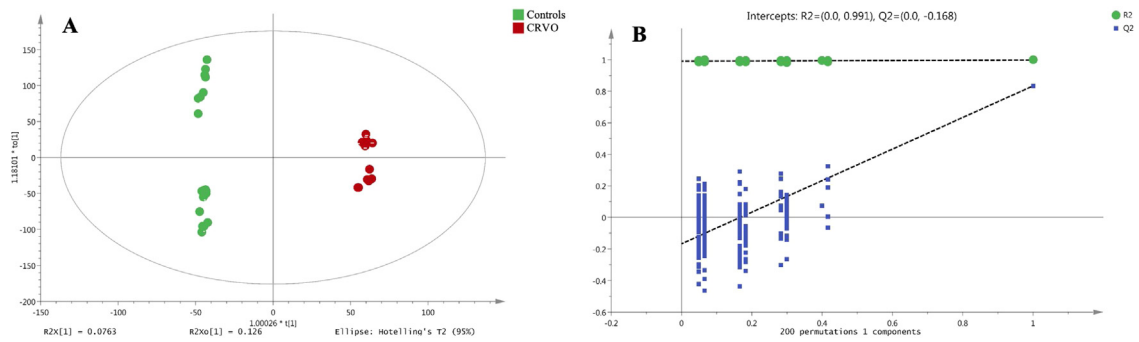 A
Controls
CRVO
1.18101 * to[1]
150
100
50
0
-50
-100
-150
-200
-150
-100
-50
0
50
100
1.00026 * t[1]
R2X[1] = 0.0763
R2Xo[1] = 0.126
Ellipse: Hotelling's T2 (95%)
B
Intercepts: R2=(0.0, 0.991), Q2=(0.0, -0.168)
R2
Q2
1
0.8
0.6
0.4
0.2
0
-0.2
-0.4
-0.6
-0.2
0
0.2
0.4
0.6
0.8
1
1.2
200 permutations 1 components